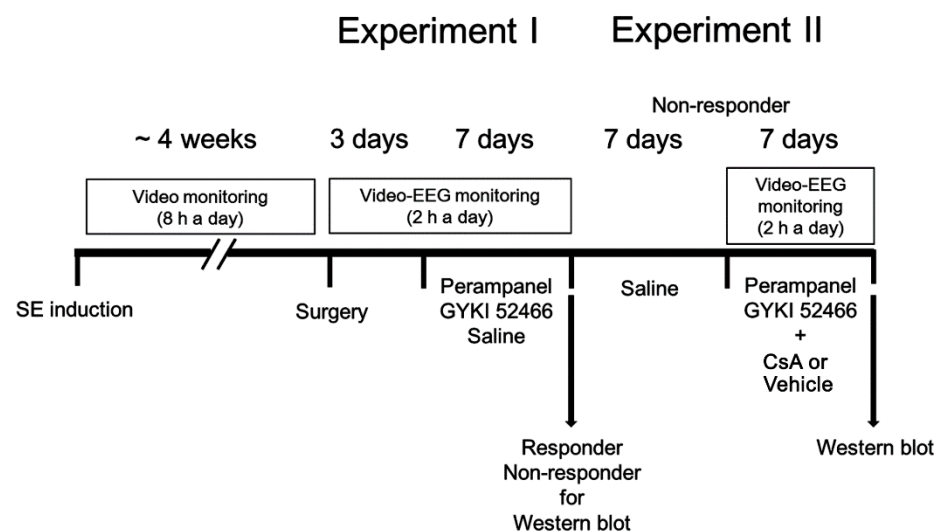 Experiment I
Experiment II
Non-responder
~ 4 weeks
3 days
7 days
7 days
7 days
Video monitoring
(8 h a day)
Video-EEG monitoring
(2 h a day)
Video-EEG
monitoring
(2 h a day)
SE induction
Surgery
Perampanel
GYKI 52466
Saline
Saline
Perampanel
GYKI 52466
+
CsA or
Vehicle
Responder
Non-responder
for
Western blot
Western blot